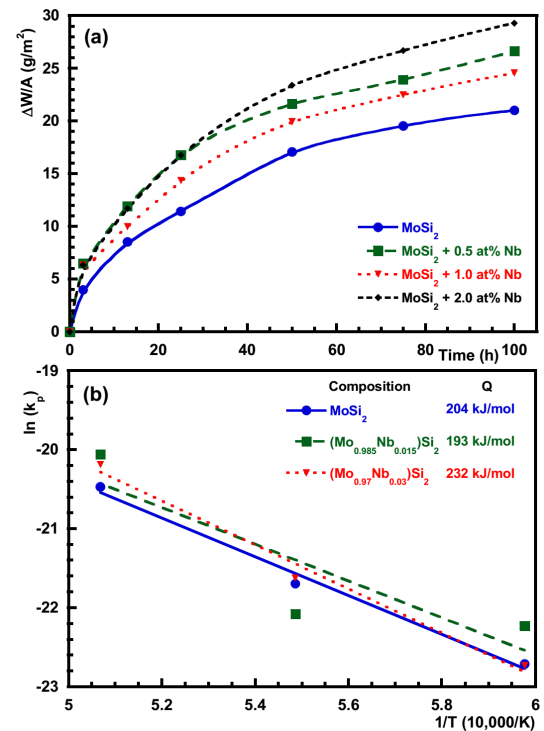 (a)
ΔW/A (g/m²)
30
25
20
15
10
5
0
0 20 40 60 80 100
Time (h)
MoSi₂
MoSi₂ + 0.5 at% Nb
MoSi₂ + 1.0 at% Nb
MoSi₂ + 2.0 at% Nb
(b)
ln (kₚ)
-19
-20
-21
-22
-23
5 5.2 5.4 5.6 5.8 6
1/T (10,000/K)
Composition Q
MoSi₂ 204 kJ/mol
(Mo₀.₉₈₅Nb₀.₀₁₅)Si₂ 193 kJ/mol
(Mo₀.₉₇Nb₀.₀₃)Si₂ 232 kJ/mol